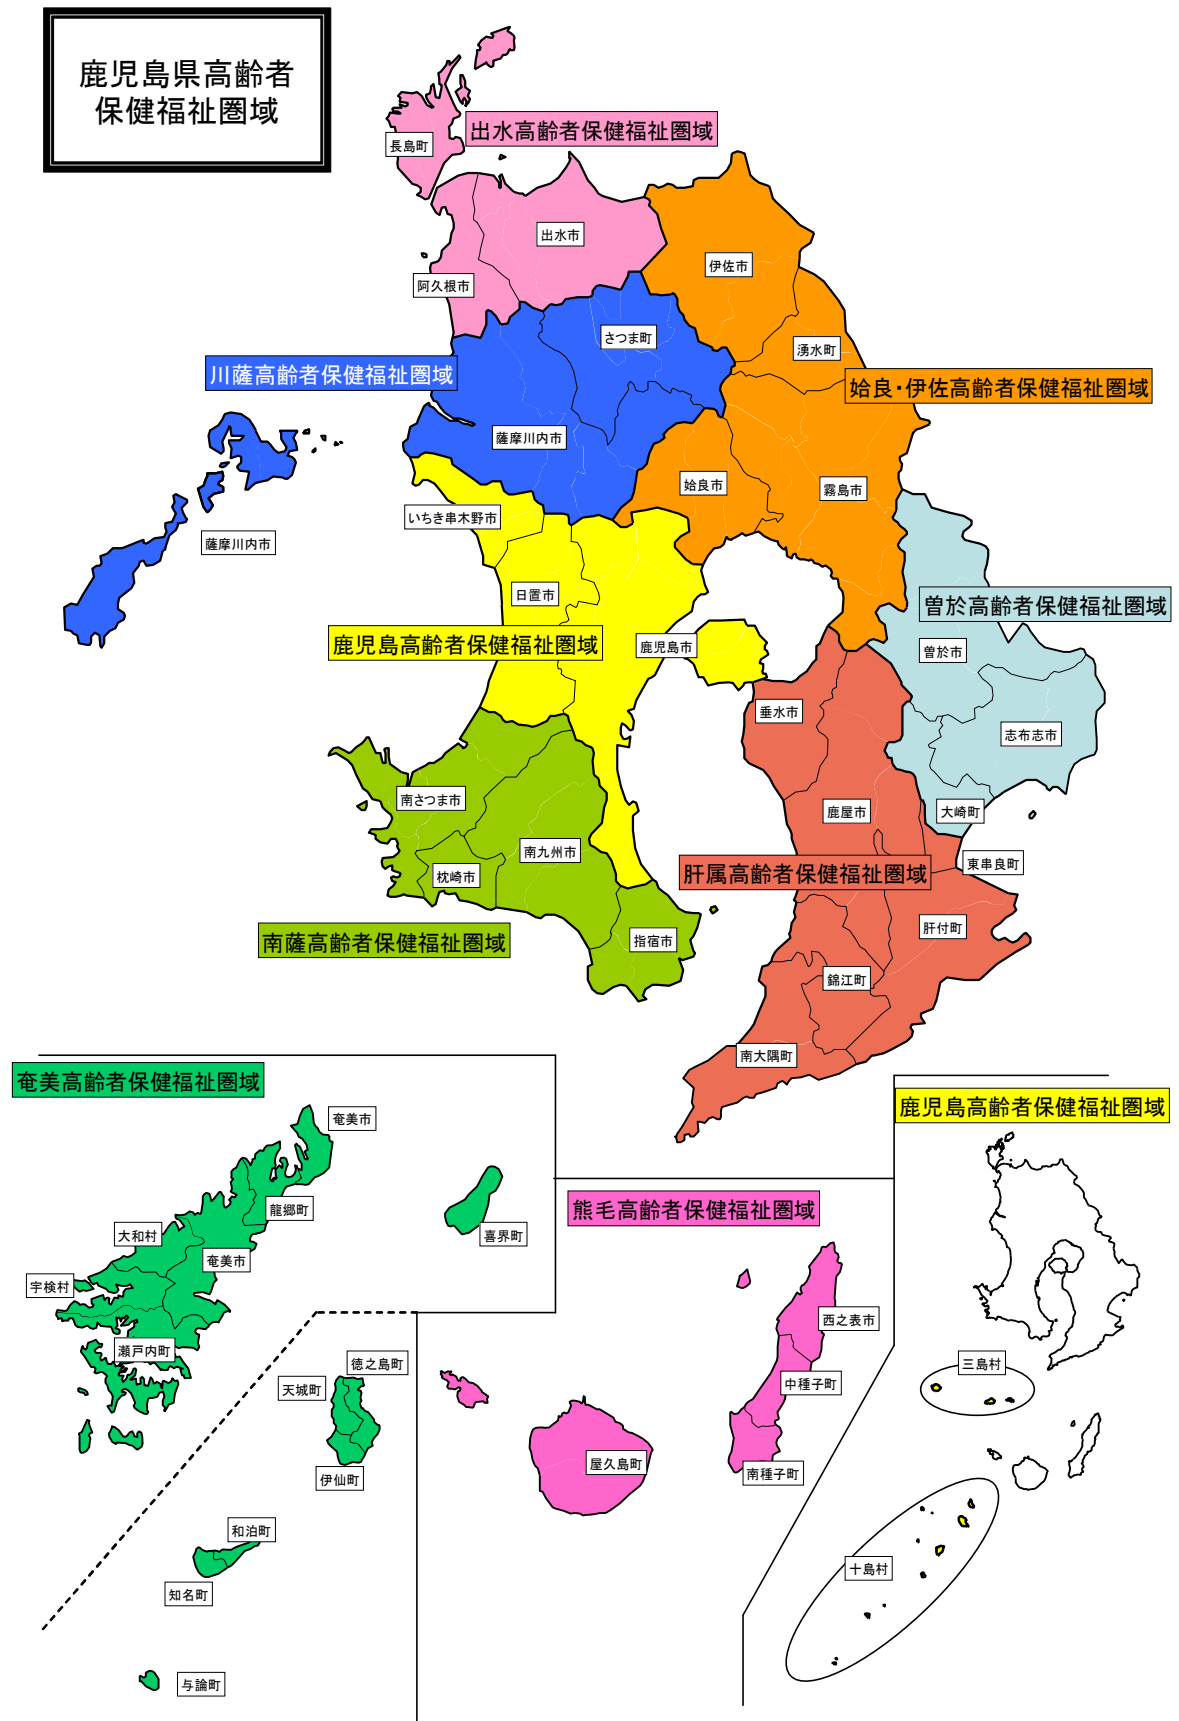 鹿児島県高齢者
保健福祉圏域
出水高齢者保健福祉圏域
長島町
出水市
阿久根市
伊佐市
さつま町
湧水町
川薩高齢者保健福祉圏域
姶良・伊佐高齢者保健福祉圏域
薩摩川内市
姶良市
霧島市
いちき串木野市
薩摩川内市
日置市
曽於高齢者保健福祉圏域
鹿児島高齢者保健福祉圏域
鹿児島市
曽於市
垂水市
志布志市
南さつま市
鹿屋市
大崎町
南九州市
東串良町
枕崎市
肝属高齢者保健福祉圏域
南薩高齢者保健福祉圏域
指宿市
肝付町
錦江町
南大隅町
奄美高齢者保健福祉圏域
鹿児島高齢者保健福祉圏域
奄美市
龍郷町
熊毛高齢者保健福祉圏域
大和村
喜界町
奄美市
宇検村
西之表市
瀬戸内町
徳之島町
三島村
天城町
中種子町
屋久島町
南種子町
伊仙町
和泊町
十島村
知名町
与論町